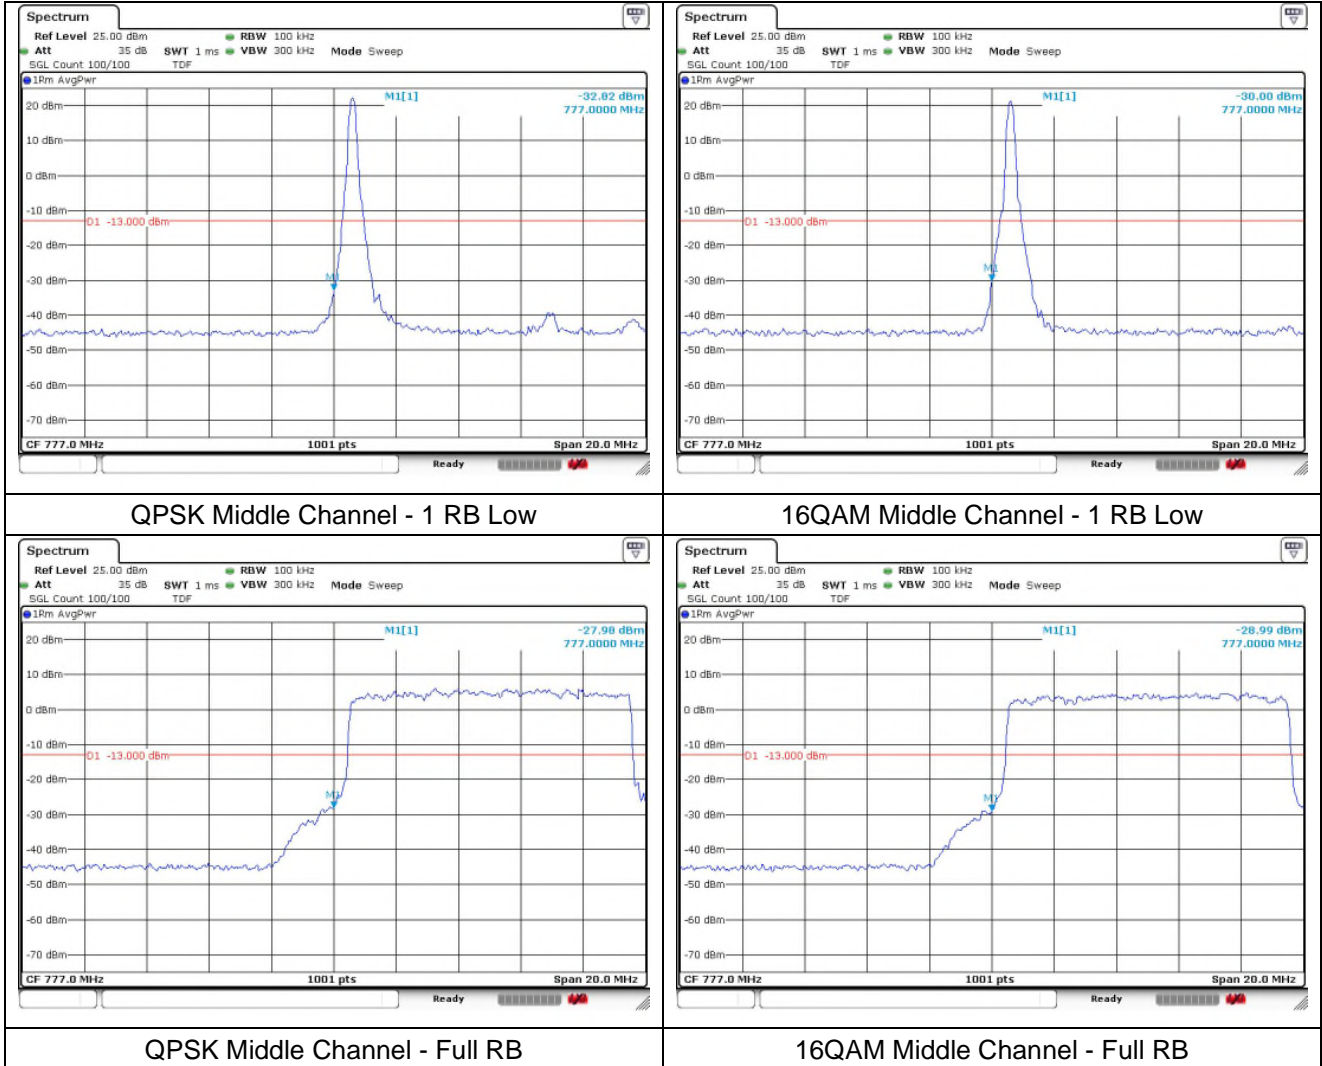 Spectrum
Ref Level 25.00 dBm RBW 100 kHz
Att 35 dB SWT 1 ms VBW 300 kHz Mode Sweep
SGL Count 100/100 TDF
1Rm AvgPwr
M1[1] -32.82 dBm
777.0000 MHz
20 dBm
10 dBm
0 dBm
-10 dBm
D1 -13.000 dBm
-20 dBm
M1
-30 dBm
-40 dBm
-50 dBm
-60 dBm
-70 dBm
CF 777.0 MHz 1001 pts Span 20.0 MHz
Ready
QPSK Middle Channel - 1 RB Low
Spectrum
Ref Level 25.00 dBm RBW 100 kHz
Att 35 dB SWT 1 ms VBW 300 kHz Mode Sweep
SGL Count 100/100 TDF
1Rm AvgPwr
M1[1] -30.00 dBm
777.0000 MHz
20 dBm
10 dBm
0 dBm
-10 dBm
D1 -13.000 dBm
-20 dBm
M1
-30 dBm
-40 dBm
-50 dBm
-60 dBm
-70 dBm
CF 777.0 MHz 1001 pts Span 20.0 MHz
Ready
16QAM Middle Channel - 1 RB Low
Spectrum
Ref Level 25.00 dBm RBW 100 kHz
Att 35 dB SWT 1 ms VBW 300 kHz Mode Sweep
SGL Count 100/100 TDF
1Rm AvgPwr
M1[1] -27.98 dBm
777.0000 MHz
20 dBm
10 dBm
0 dBm
-10 dBm
D1 -13.000 dBm
-20 dBm
M1
-30 dBm
-40 dBm
-50 dBm
-60 dBm
-70 dBm
CF 777.0 MHz 1001 pts Span 20.0 MHz
Ready
QPSK Middle Channel - Full RB
Spectrum
Ref Level 25.00 dBm RBW 100 kHz
Att 35 dB SWT 1 ms VBW 300 kHz Mode Sweep
SGL Count 100/100 TDF
1Rm AvgPwr
M1[1] -28.99 dBm
777.0000 MHz
20 dBm
10 dBm
0 dBm
-10 dBm
D1 -13.000 dBm
-20 dBm
M1
-30 dBm
-40 dBm
-50 dBm
-60 dBm
-70 dBm
CF 777.0 MHz 1001 pts Span 20.0 MHz
Ready
16QAM Middle Channel - Full RB